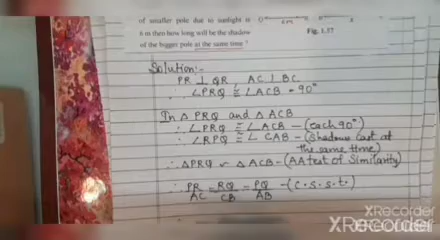 of smaller pole due to sunlight is
6 m then how long will be the shadow
of the bigger pole at the same time ?
6 m
Fig. 1.17
Solution:-
PR ⊥ QR, AC ⊥ BC
∴ ∠PRQ ≅ ∠ACB = 90°
In △ PRQ and △ ACB
∴ ∠PRQ ≅ ∠ACB - (each 90°)
∠RPQ ≅ ∠ CAB - (Shadows cast at
the same time)
∴ △PRQ ~ △ACB - (AA test of Similarity)
∴ PR/AC = RQ/CB = PQ/AB - (c.s.s.t.)
XRecorder
XRecorder